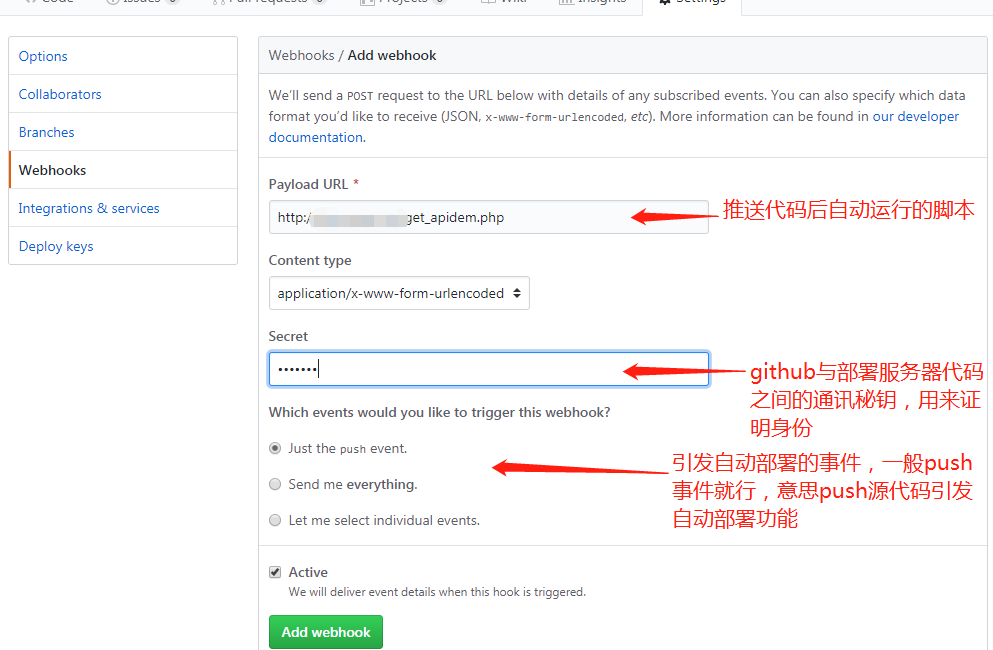 Code Issues 0 Pull requests 0 Projects 0 Wiki Insights Settings
Options
Collaborators
Branches
Webhooks
Integrations & services
Deploy keys
Webhooks / Add webhook
We'll send a POST request to the URL below with details of any subscribed events. You can also specify which data
format you'd like to receive (JSON, x-www-form-urlencoded, etc). More information can be found in our developer
documentation.
Payload URL *
http:/ get_apidem.php
推送代码后自动运行的脚本
Content type
application/x-www-form-urlencoded
Secret
•••••••
github与部署服务器代码
之间的通讯秘钥，用来证
明身份
Which events would you like to trigger this webhook?
Just the push event.
Send me everything.
Let me select individual events.
引发自动部署的事件，一般push
事件就行，意思push源代码引发
自动部署功能
Active
We will deliver event details when this hook is triggered.
Add webhook